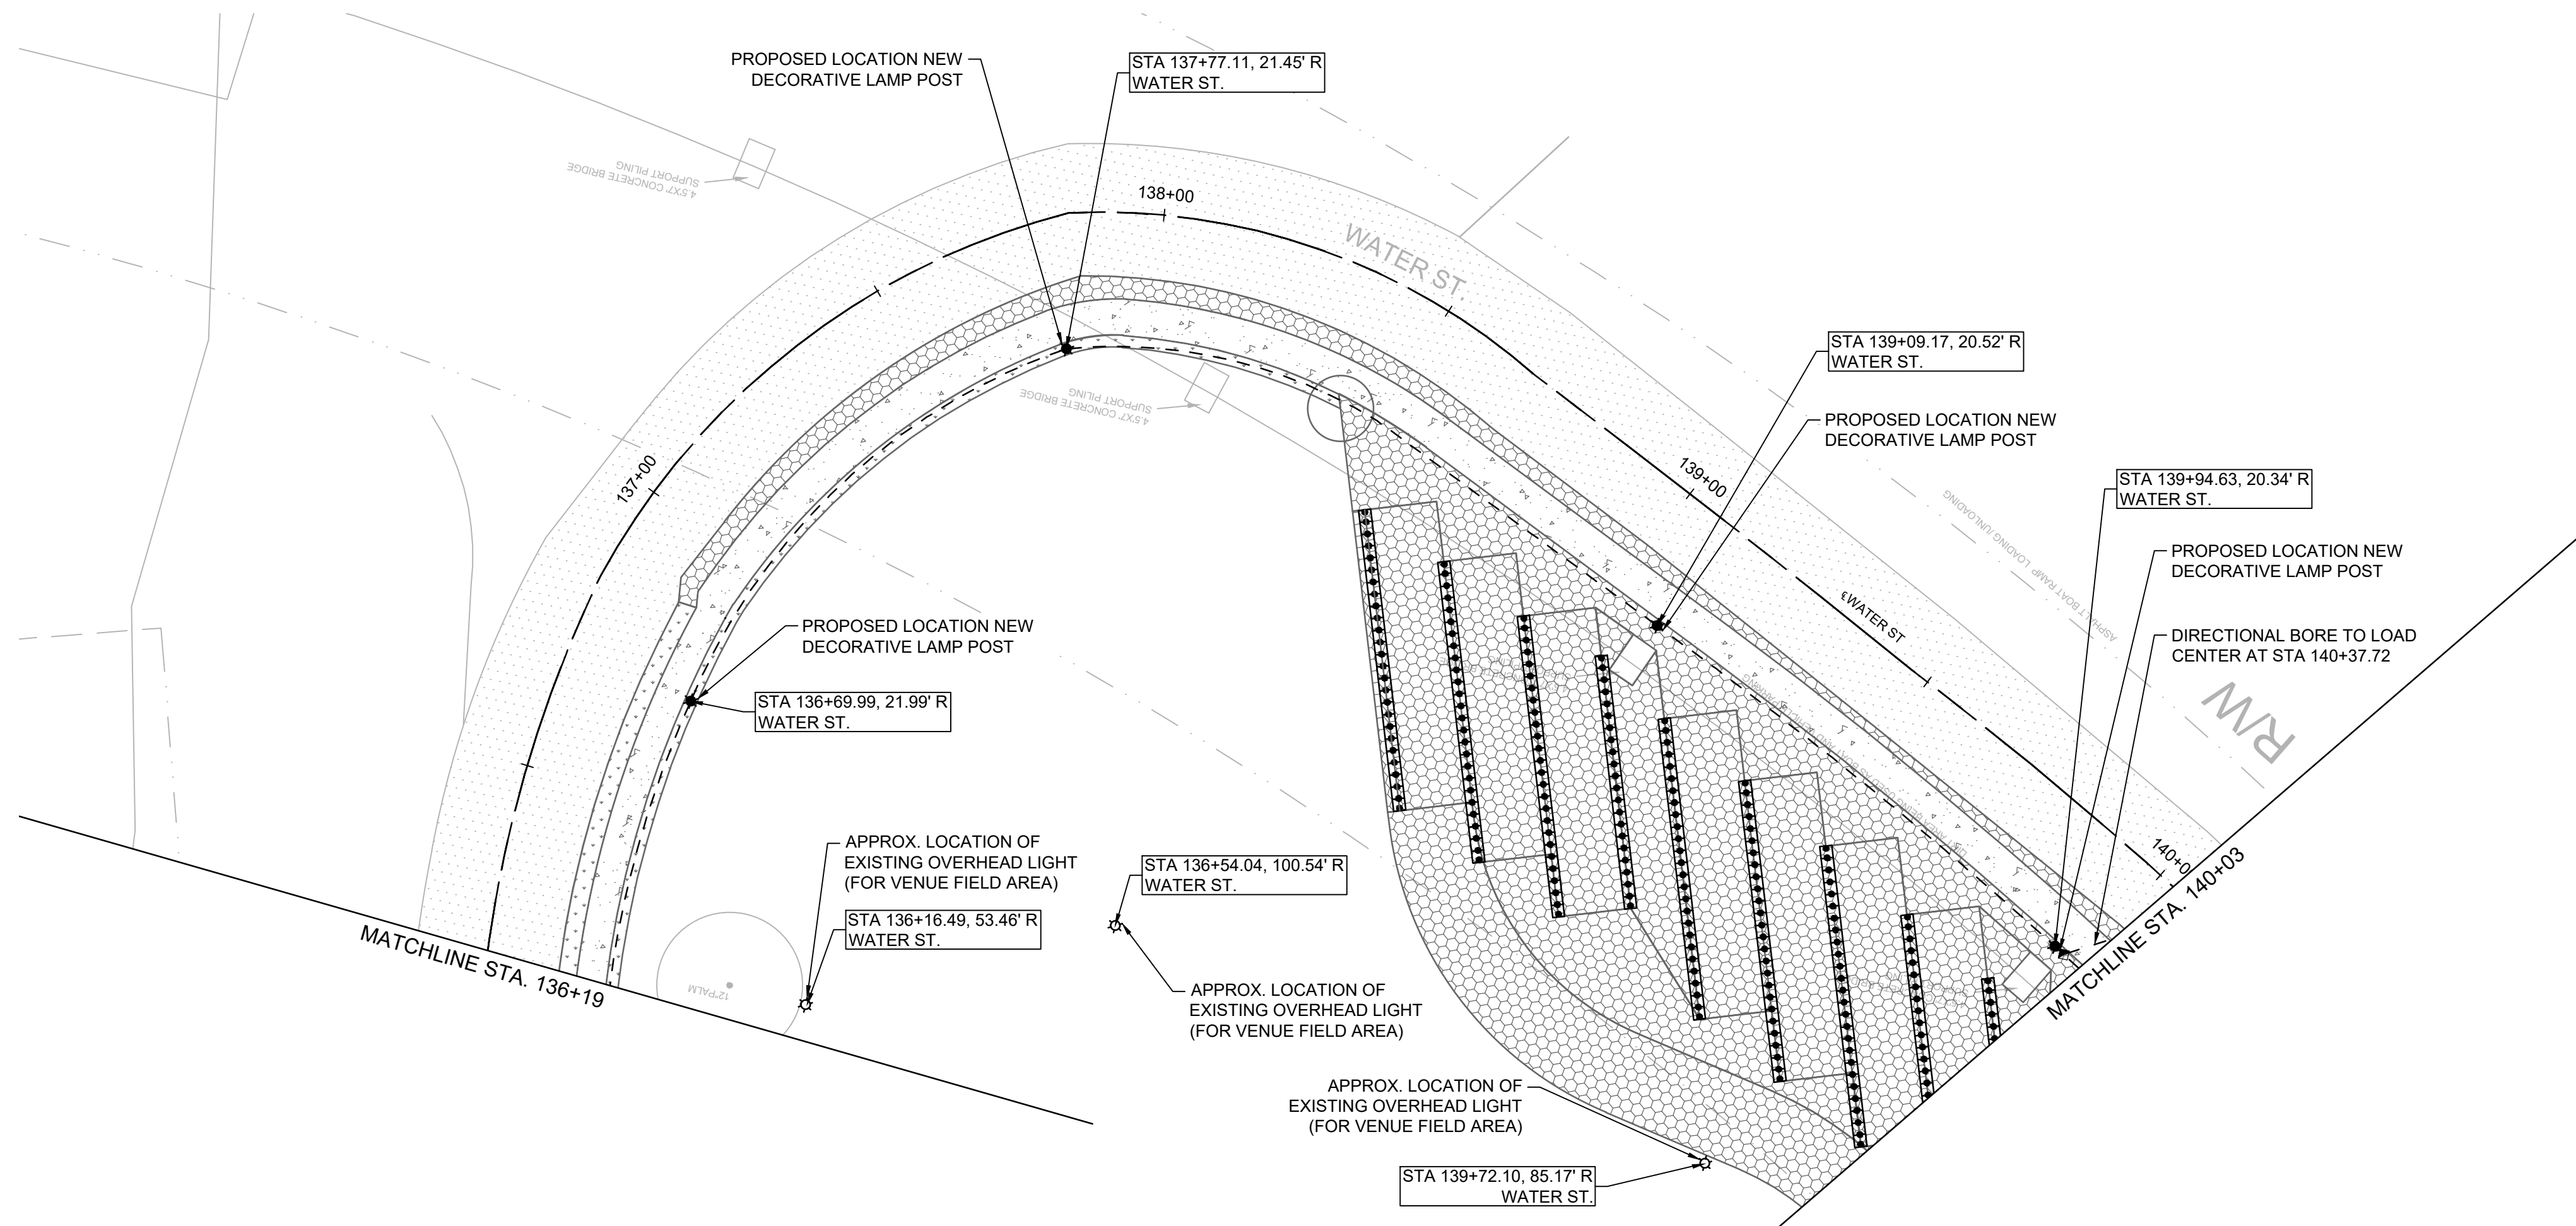 PROPOSED LOCATION NEW
DECORATIVE LAMP POST
STA 137+77.11, 21.45' R
WATER ST.
4.5'X7' CONCRETE BRIDGE
SUPPORT PILING
138+00
WATER ST.
137+00
4.5'X7' CONCRETE BRIDGE
SUPPORT PILING
STA 139+09.17, 20.52' R
WATER ST.
PROPOSED LOCATION NEW
DECORATIVE LAMP POST
139+00
STA 139+94.63, 20.34' R
WATER ST.
ASPHALT BOAT RAMP LOADING/UNLOADING
PROPOSED LOCATION NEW
DECORATIVE LAMP POST
℄WATER ST
DIRECTIONAL BORE TO LOAD
CENTER AT STA 140+37.72
R/W
PROPOSED LOCATION NEW
DECORATIVE LAMP POST
STA 136+69.99, 21.99' R
WATER ST.
APPROX. LOCATION OF
EXISTING OVERHEAD LIGHT
(FOR VENUE FIELD AREA)
STA 136+16.49, 53.46' R
WATER ST.
STA 136+54.04, 100.54' R
WATER ST.
140+0
MATCHLINE STA. 140+03
MATCHLINE STA. 136+19
12"PALM
APPROX. LOCATION OF
EXISTING OVERHEAD LIGHT
(FOR VENUE FIELD AREA)
APPROX. LOCATION OF
EXISTING OVERHEAD LIGHT
(FOR VENUE FIELD AREA)
STA 139+72.10, 85.17' R
WATER ST.